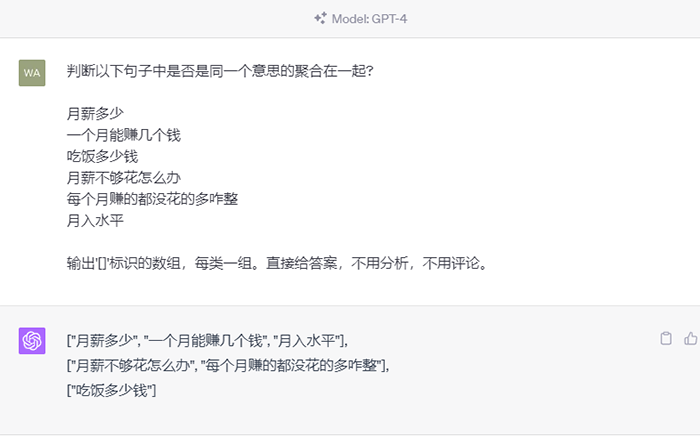 Model: GPT-4
WA
判断以下句子中是否是同一个意思的聚合在一起?
月薪多少
一个月能赚几个钱
吃饭多少钱
月薪不够花怎么办
每个月赚的都没花的多咋整
月入水平
输出'[]'标识的数组，每类一组。直接给答案，不用分析，不用评论。
["月薪多少", "一个月能赚几个钱", "月入水平"],
["月薪不够花怎么办", "每个月赚的都没花的多咋整"],
["吃饭多少钱"]